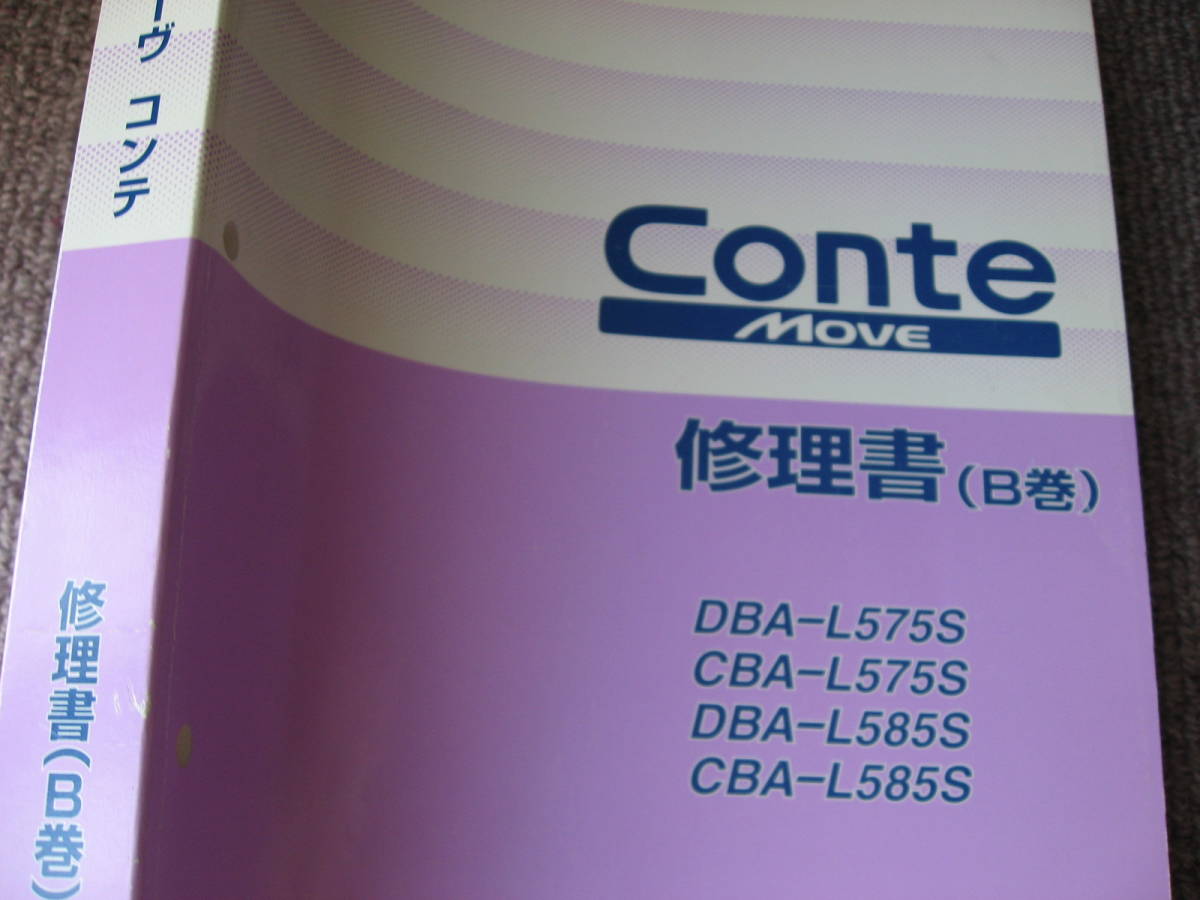 ーヴ コンテ
修理書(B巻)
Conte
MOVE
修理書(B巻)
DBA-L575S
CBA-L575S
DBA-L585S
CBA-L585S